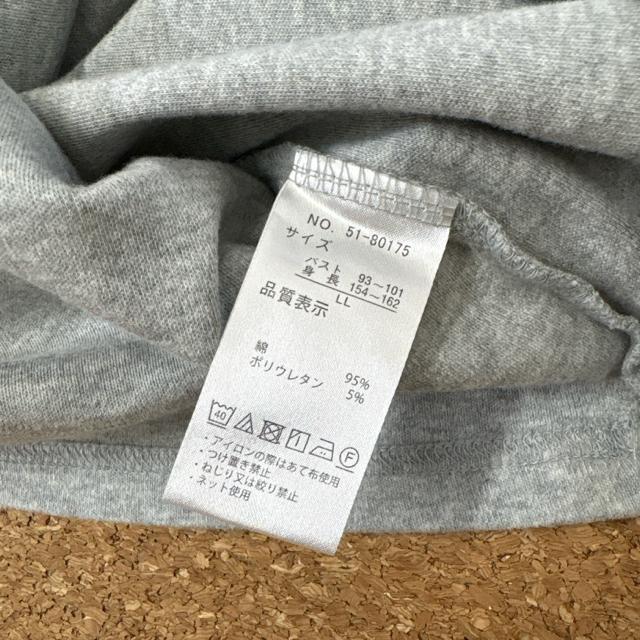 NO. 51-80175
サイズ
バスト 93～101
身長 154～162
LL
品質表示
綿 95%
ポリウレタン 5%
40 F
・アイロンの際はあて布使用
・つけ置き禁止
・ねじり又は絞り禁止
・ネット使用